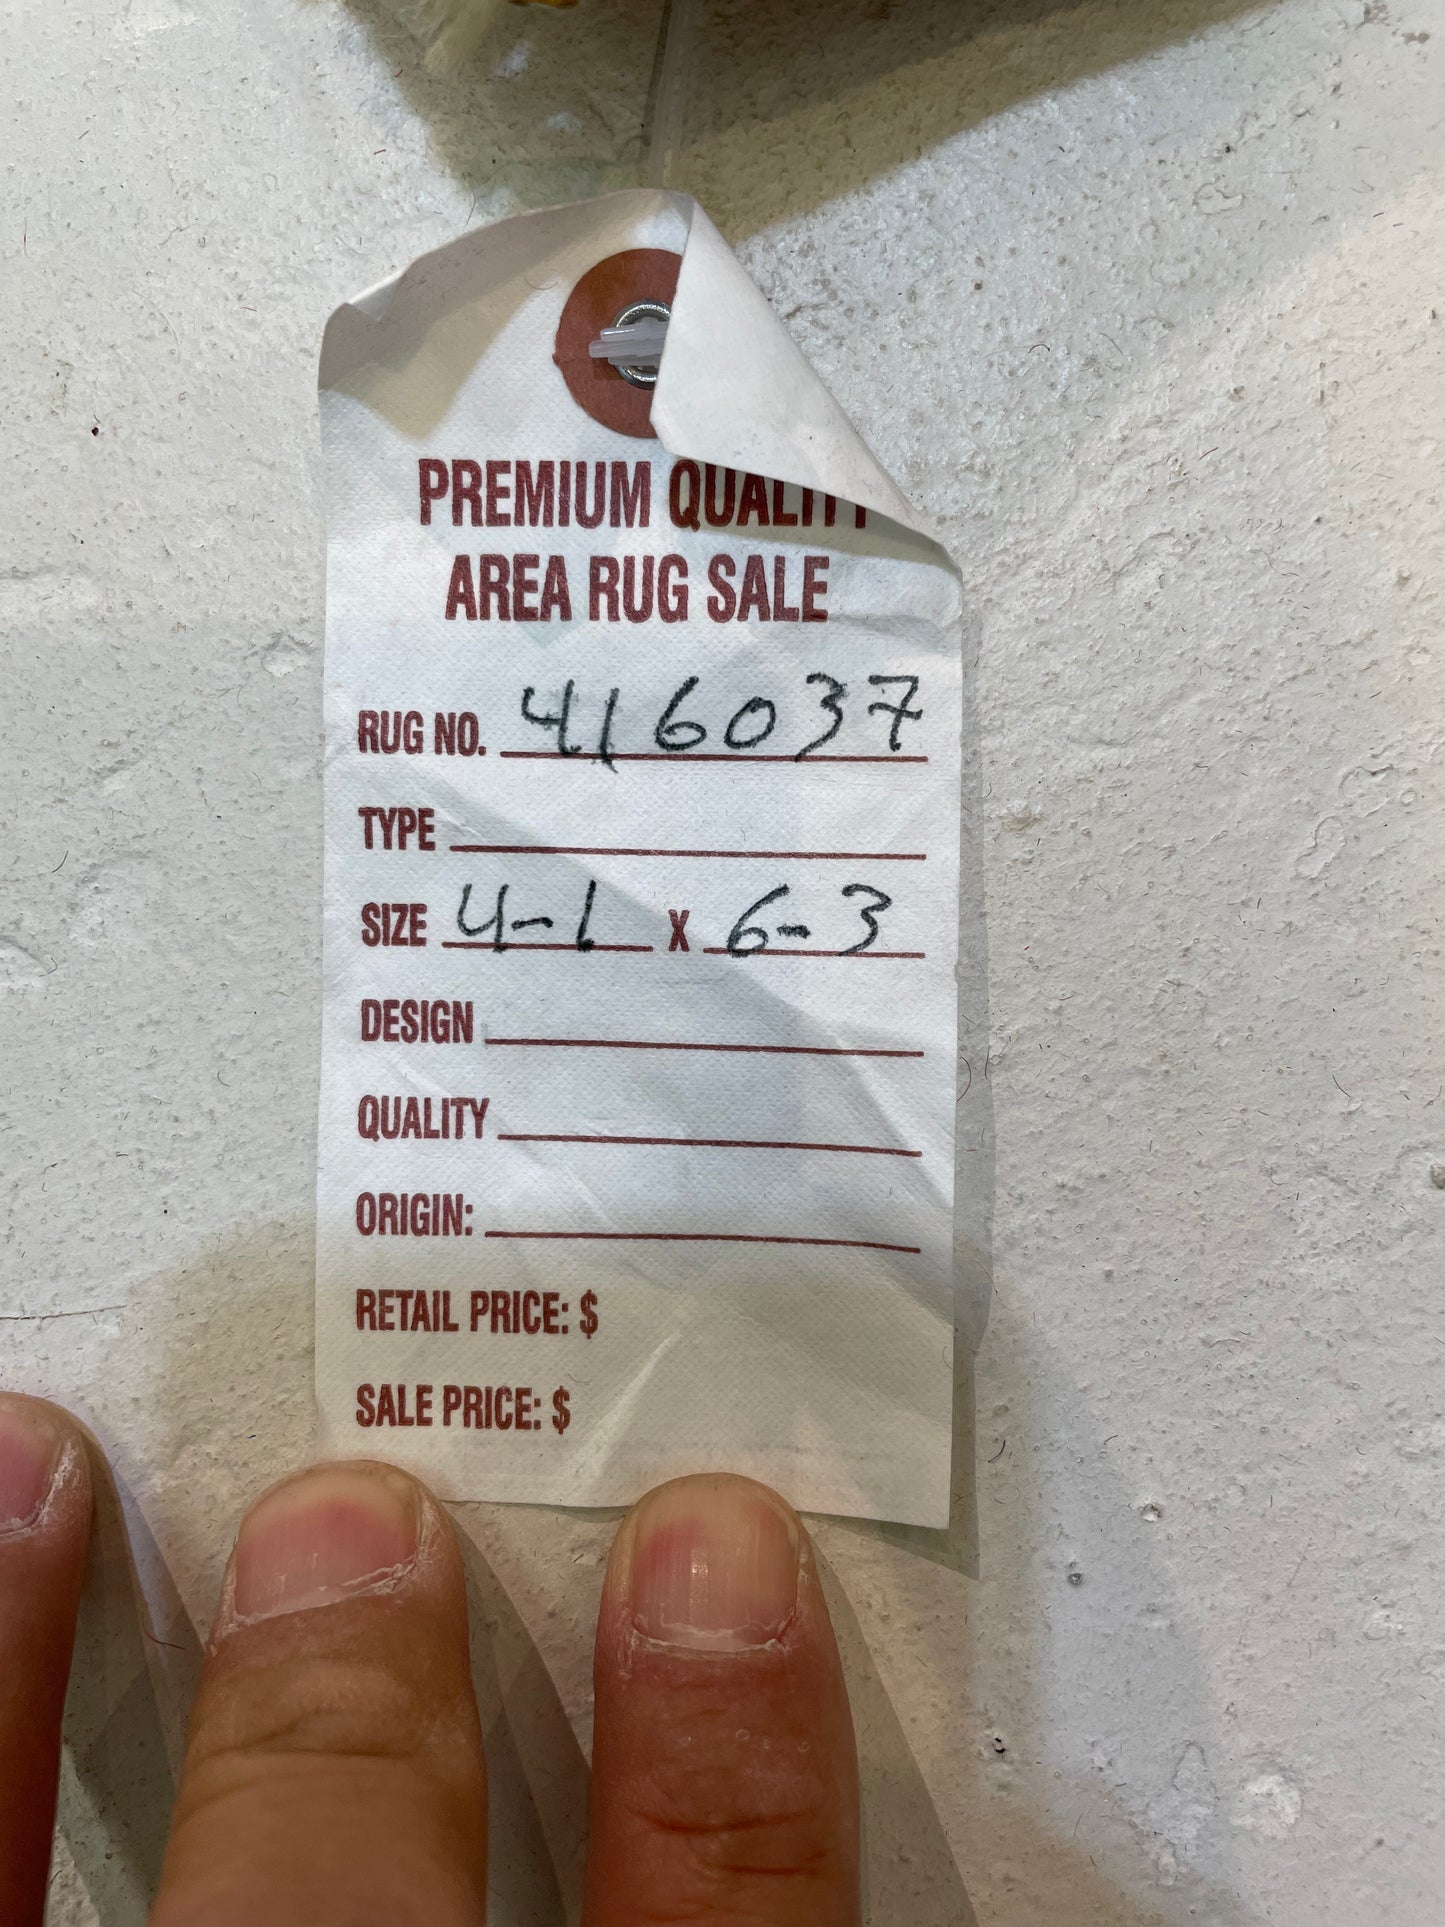 PREMIUM QUALITY
AREA RUG SALE
RUG NO. 416037
TYPE
SIZE 4-1 X 6-3
DESIGN
QUALITY
ORIGIN:
RETAIL PRICE: $
SALE PRICE: $